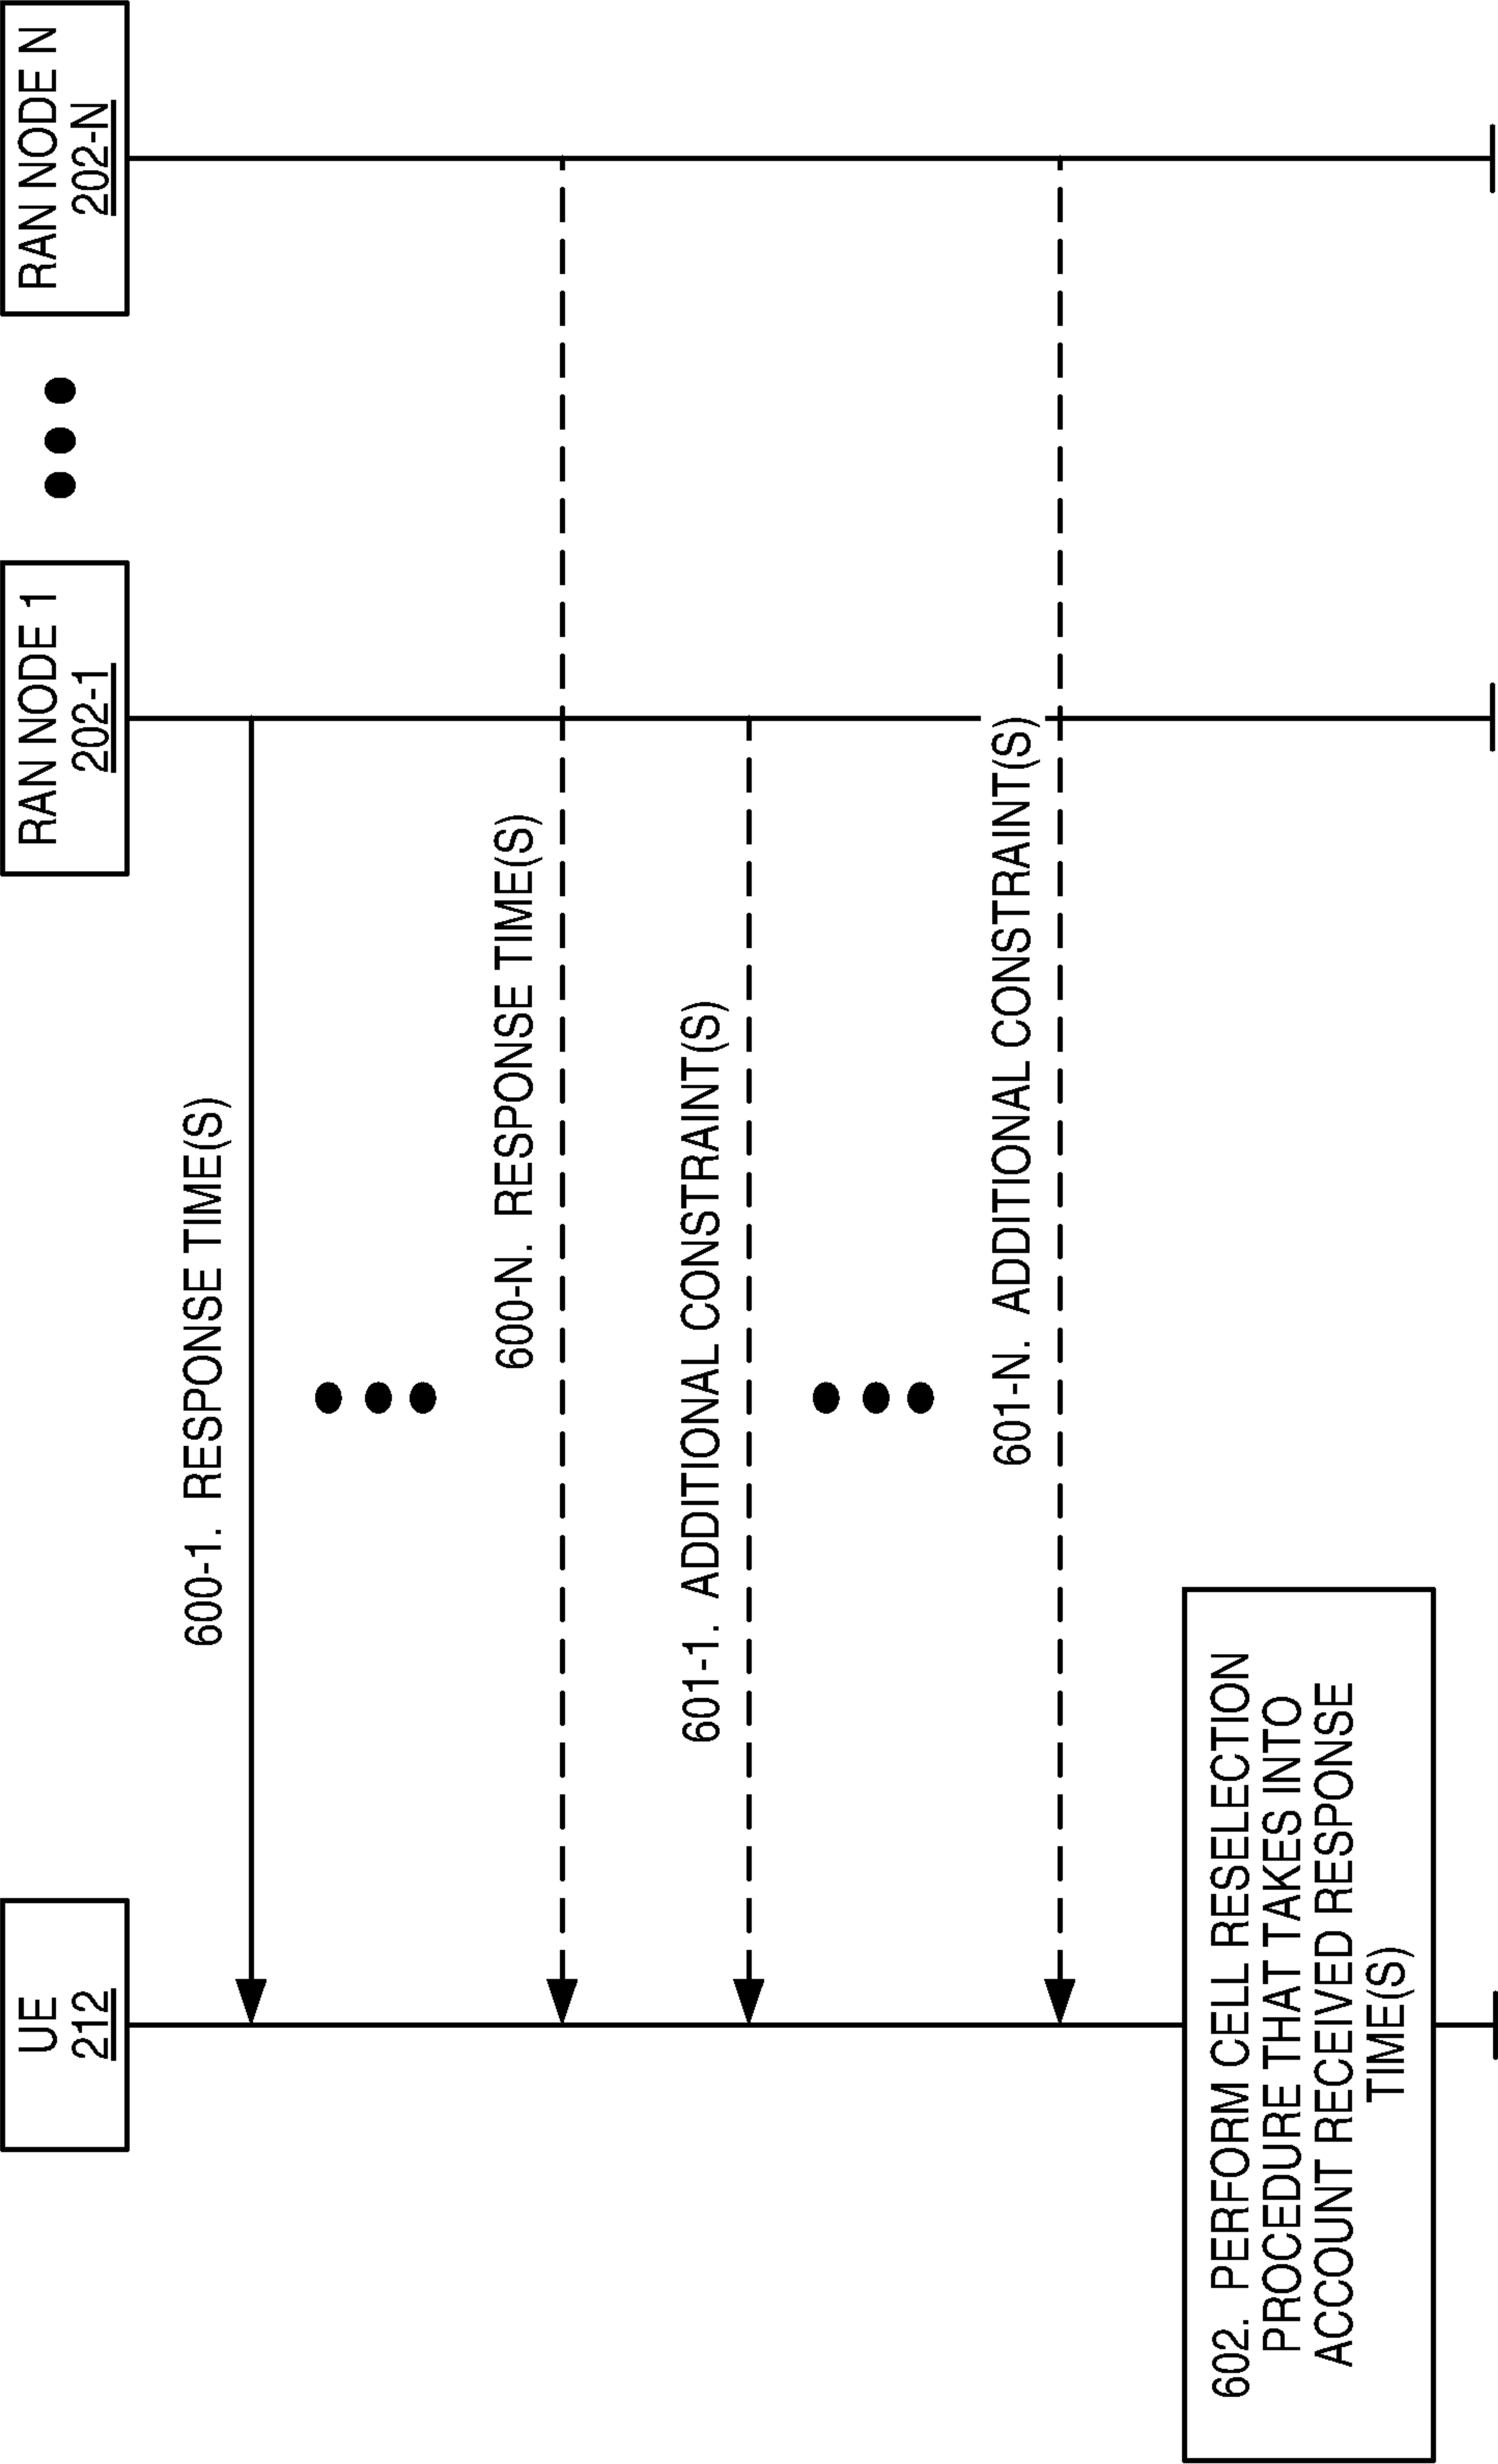 UE
212
RAN NODE 1
202-1
RAN NODE N
202-N
600-1. RESPONSE TIME(S)
600-N. RESPONSE TIME(S)
601-1. ADDITIONAL CONSTRAINT(S)
601-N. ADDITIONAL CONSTRAINT(S)
602. PERFORM CELL RESELECTION
PROCEDURE THAT TAKES INTO
ACCOUNT RECEIVED RESPONSE
TIME(S)